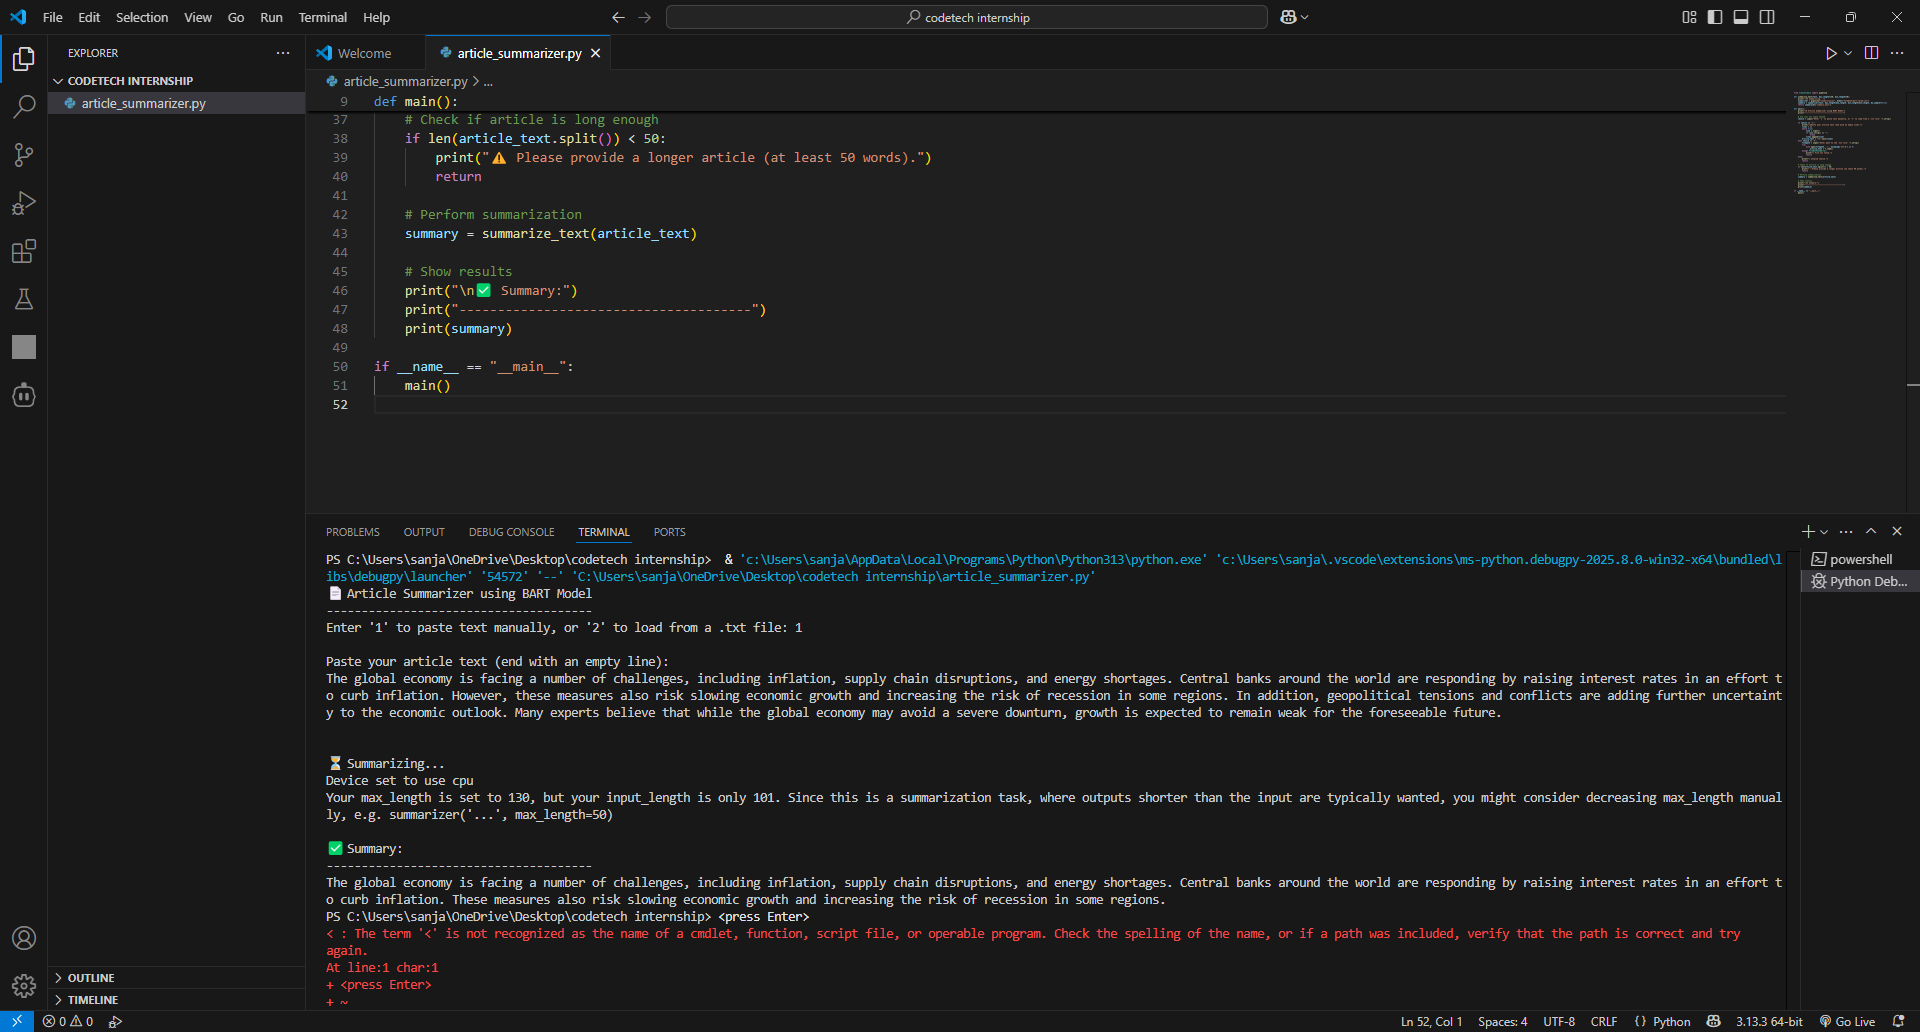 File Edit Selection View Go Run Terminal Help
codetech internship
EXPLORER
CODETECH INTERNSHIP
article_summarizer.py
Welcome
article_summarizer.py
article_summarizer.py > ...
9 def main():
37 # Check if article is long enough
38 if len(article_text.split()) < 50:
39 print("⚠️ Please provide a longer article (at least 50 words).")
40 return
41
42 # Perform summarization
43 summary = summarize_text(article_text)
44
45 # Show results
46 print("\n✅ Summary:")
47 print("--------------------------------------")
48 print(summary)
49
50 if __name__ == "__main__":
51 main()
52
PROBLEMS OUTPUT DEBUG CONSOLE TERMINAL PORTS
PS C:\Users\sanja\OneDrive\Desktop\codetech internship> & 'c:\Users\sanja\AppData\Local\Programs\Python\Python313\python.exe' 'c:\Users\sanja\.vscode\extensions\ms-python.debugpy-2025.8.0-win32-x64\bundled\l
ibs\debugpy\launcher' '54572' '--' 'C:\Users\sanja\OneDrive\Desktop\codetech internship\article_summarizer.py'
📄 Article Summarizer using BART Model
--------------------------------------
Enter '1' to paste text manually, or '2' to load from a .txt file: 1
Paste your article text (end with an empty line):
The global economy is facing a number of challenges, including inflation, supply chain disruptions, and energy shortages. Central banks around the world are responding by raising interest rates in an effort t
o curb inflation. However, these measures also risk slowing economic growth and increasing the risk of recession in some regions. In addition, geopolitical tensions and conflicts are adding further uncertaint
y to the economic outlook. Many experts believe that while the global economy may avoid a severe downturn, growth is expected to remain weak for the foreseeable future.
⏳ Summarizing...
Device set to use cpu
Your max_length is set to 130, but your input_length is only 101. Since this is a summarization task, where outputs shorter than the input are typically wanted, you might consider decreasing max_length manual
ly, e.g. summarizer('...', max_length=50)
✅ Summary:
--------------------------------------
The global economy is facing a number of challenges, including inflation, supply chain disruptions, and energy shortages. Central banks around the world are responding by raising interest rates in an effort t
o curb inflation. These measures also risk slowing economic growth and increasing the risk of recession in some regions.
PS C:\Users\sanja\OneDrive\Desktop\codetech internship> <press Enter>
< : The term '<' is not recognized as the name of a cmdlet, function, script file, or operable program. Check the spelling of the name, or if a path was included, verify that the path is correct and try
again.
At line:1 char:1
+ <press Enter>
+ ~
powershell
Python Deb...
OUTLINE
TIMELINE
0 0
Ln 52, Col 1 Spaces: 4 UTF-8 CRLF {} Python 3.13.3 64-bit Go Live